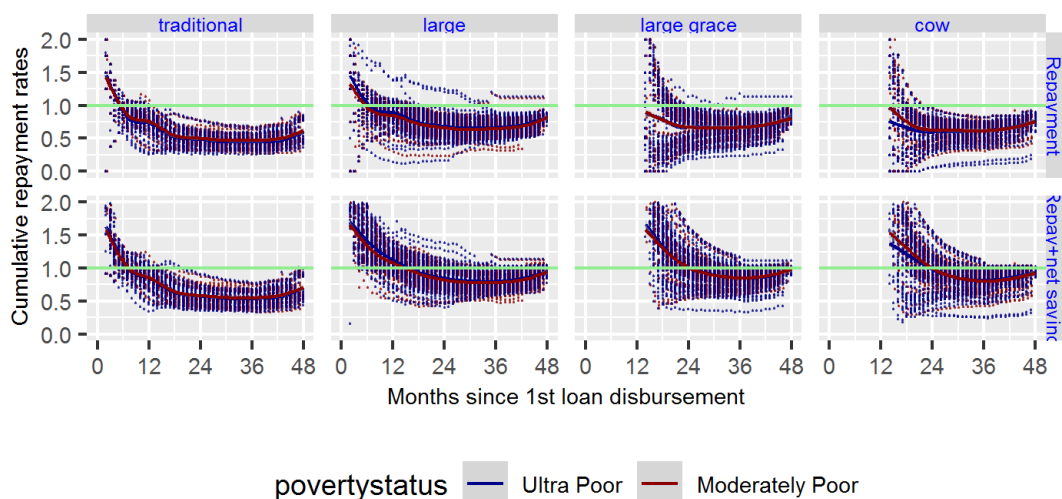 traditional large large grace cow
Cumulative repayment rates
2.0
1.5
1.0
0.5
0.0
Repayment
2.0
1.5
1.0
0.5
0.0
Repay+net saving
0 12 24 36 48 0 12 24 36 48 0 12 24 36 48 0 12 24 36 48
Months since 1st loan disbursement
povertystatus Ultra Poor Moderately Poor